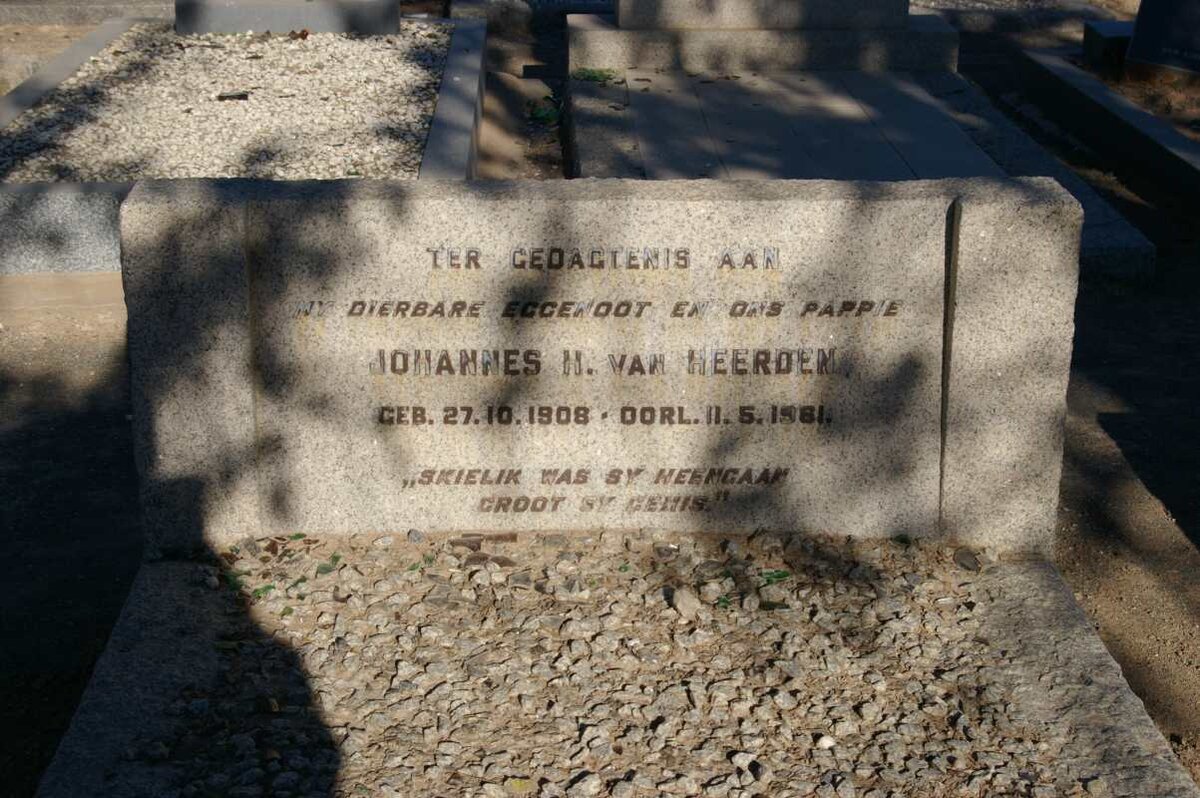 TER GEDAGTENIS AAN
MY DIERBARE EGGENOOT EN ONS PAPPIE
JOHANNES H. VAN HEERDEN
GEB. 27.10.1908 · OORL. 11.5.1961.
„SKIELIK WAS SY HEENGAAN
GROOT SY GEMIS."